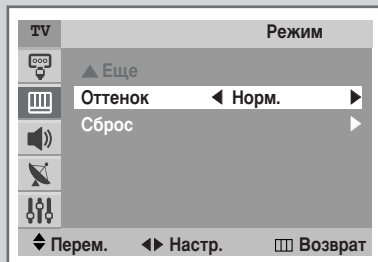 TV Режим
▲ Еще
Оттенок ◀ Норм. ▶
Сброс ▶
Перем. Настр. Возврат